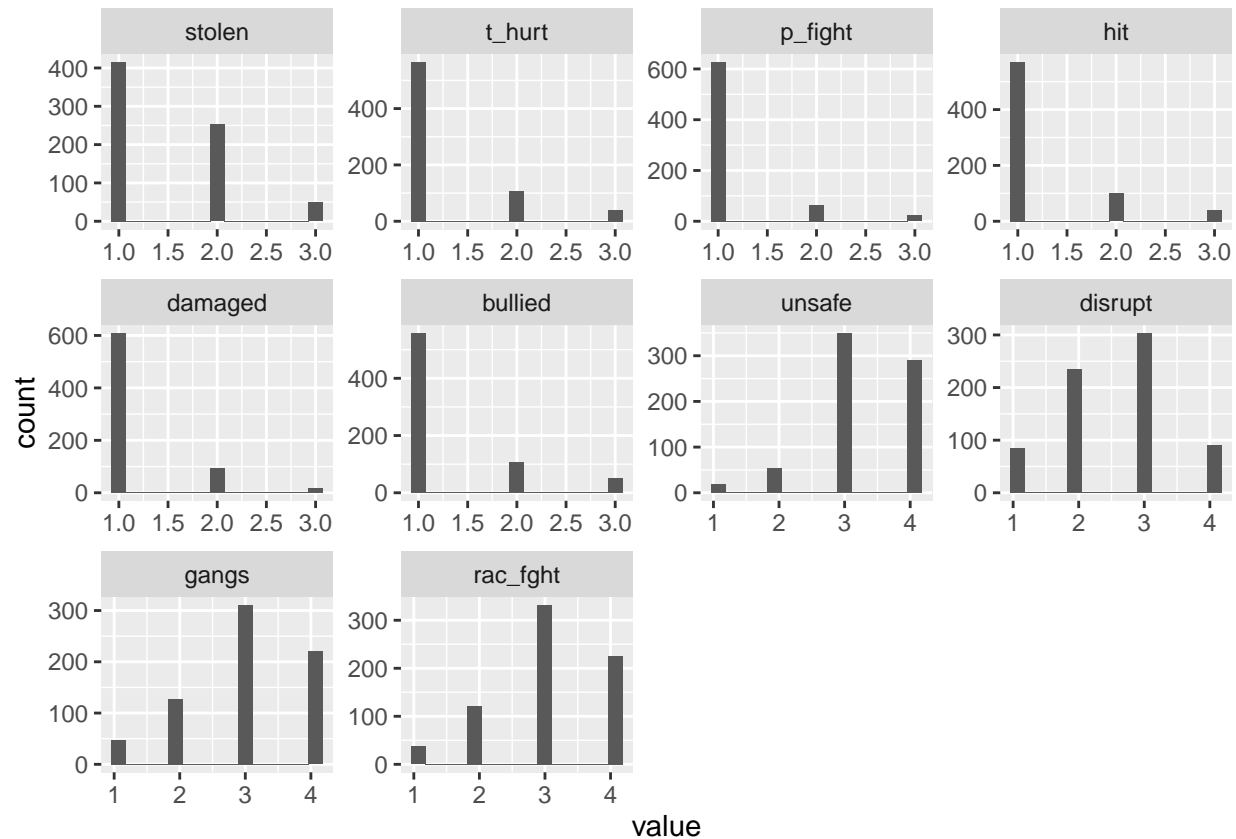 stolen t_hurt p_fight hit
400 300 200 100 0
400 200 0
600 400 200 0
400 200 0
1.0 1.5 2.0 2.5 3.0 1.0 1.5 2.0 2.5 3.0 1.0 1.5 2.0 2.5 3.0 1.0 1.5 2.0 2.5 3.0
damaged bullied unsafe disrupt
600 400 200 0
400 200 0
300 200 100 0
300 200 100 0
1.0 1.5 2.0 2.5 3.0 1.0 1.5 2.0 2.5 3.0 1 2 3 4 1 2 3 4
count
gangs rac_fght
300 200 100 0
300 200 100 0
1 2 3 4 1 2 3 4
value